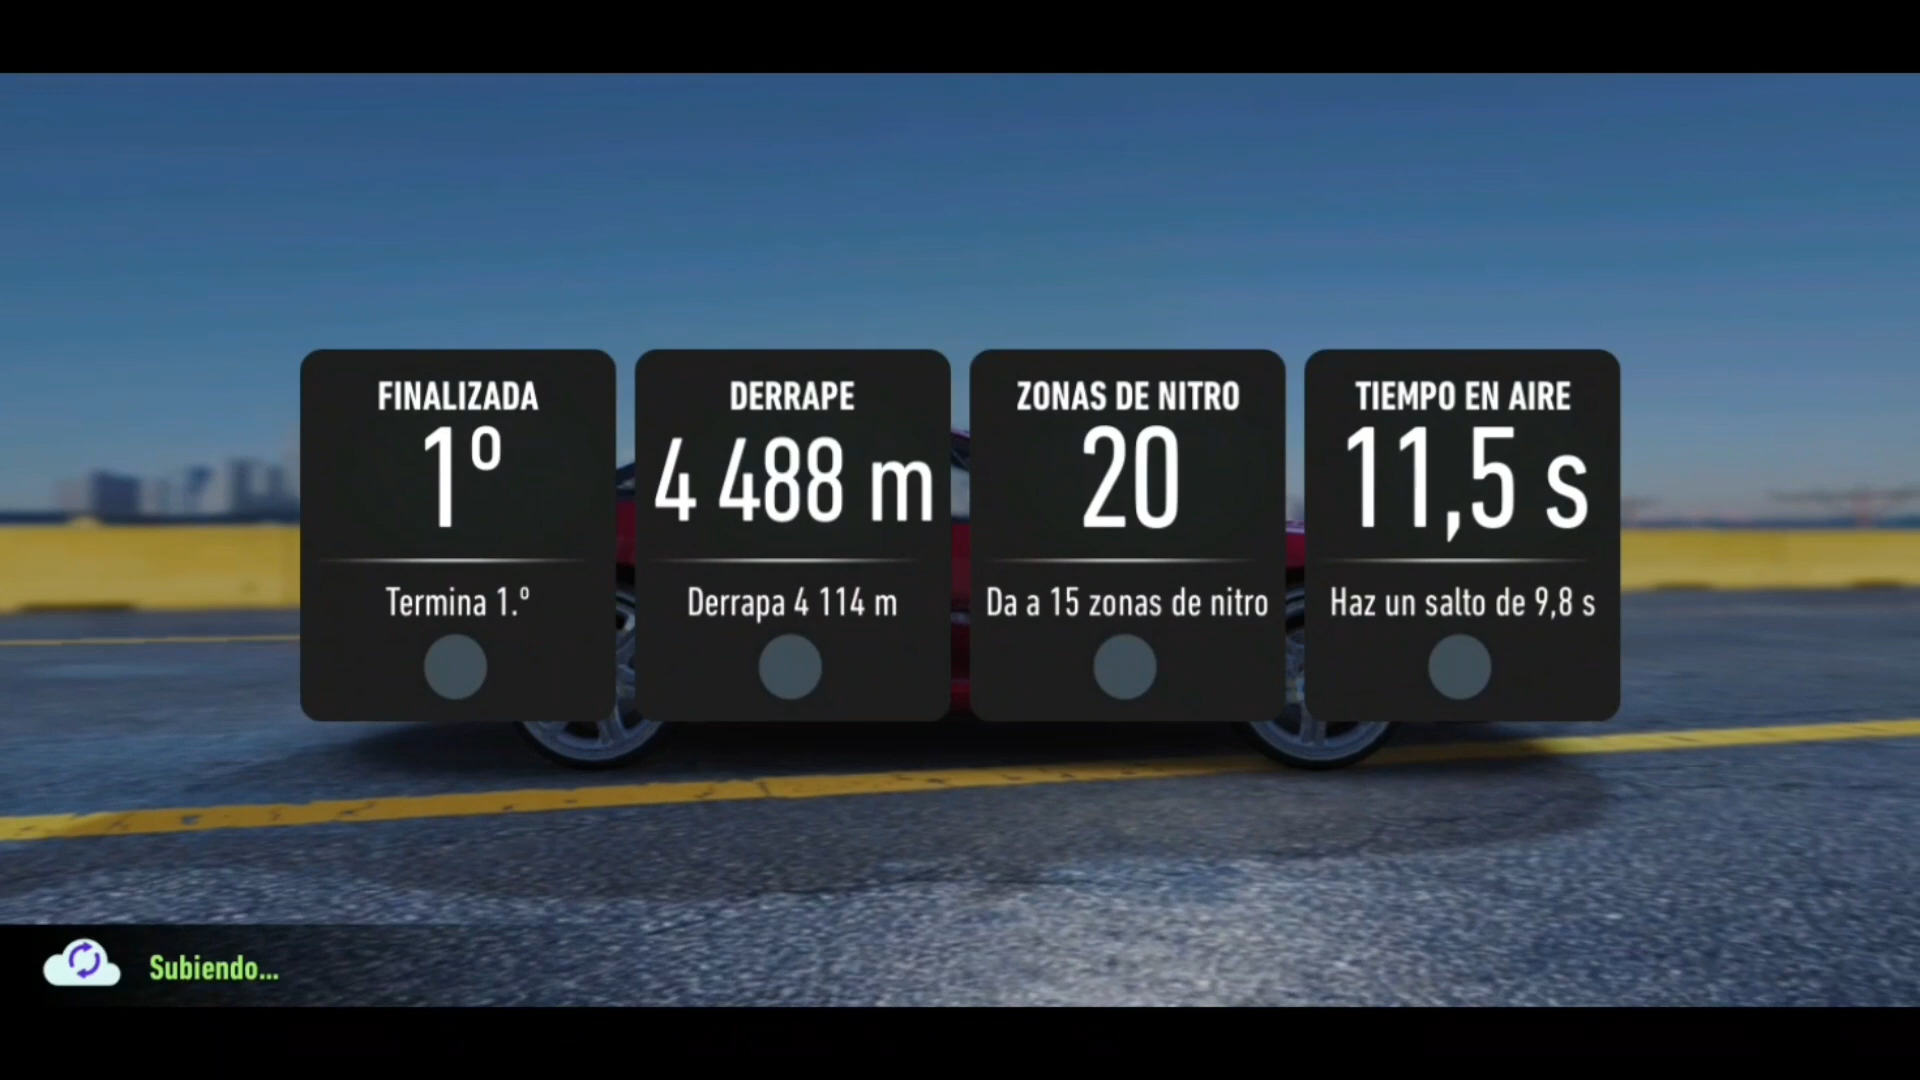 FINALIZADA
1º
Termina 1.º
DERRAPE
4 488 m
Derrapa 4 114 m
ZONAS DE NITRO
20
Da a 15 zonas de nitro
TIEMPO EN AIRE
11,5 s
Haz un salto de 9,8 s
Subiendo...